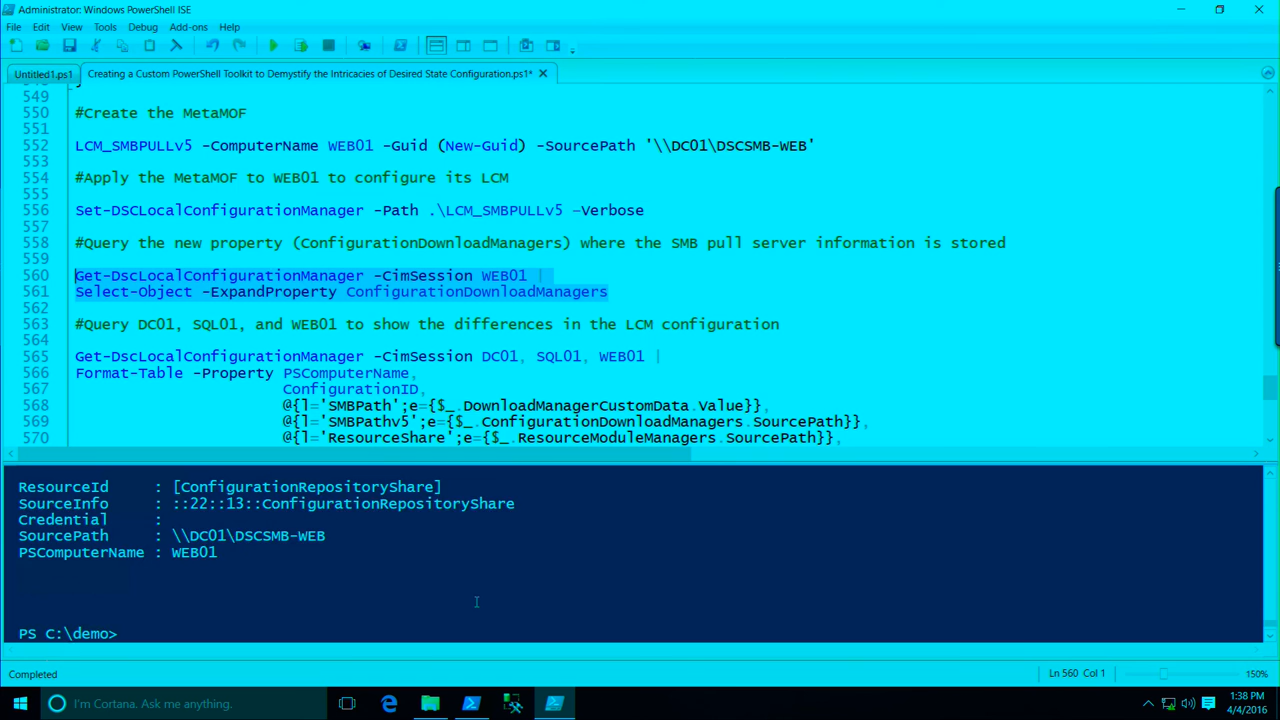 Administrator: Windows PowerShell ISE
File Edit View Tools Debug Add-ons Help
Untitled1.ps1 Creating a Custom PowerShell Toolkit to Demystify the Intricacies of Desired State Configuration.ps1*
549
550 #Create the MetaMOF
551
552 LCM_SMBPULLv5 -ComputerName WEB01 -Guid (New-Guid) -SourcePath '\\DC01\DSCSMB-WEB'
553
554 #Apply the MetaMOF to WEB01 to configure its LCM
555
556 Set-DSCLocalConfigurationManager -Path .\LCM_SMBPULLv5 –Verbose
557
558 #Query the new property (ConfigurationDownloadManagers) where the SMB pull server information is stored
559
560 Get-DscLocalConfigurationManager -CimSession WEB01 |
561 Select-Object -ExpandProperty ConfigurationDownloadManagers
562
563 #Query DC01, SQL01, and WEB01 to show the differences in the LCM configuration
564
565 Get-DscLocalConfigurationManager -CimSession DC01, SQL01, WEB01 |
566 Format-Table -Property PSComputerName,
567 ConfigurationID,
568 @{l='SMBPath';e={$_.DownloadManagerCustomData.Value}},
569 @{l='SMBPathv5';e={$_.ConfigurationDownloadManagers.SourcePath}},
570 @{l='ResourceShare';e={$_.ResourceModuleManagers.SourcePath}},
ResourceId : [ConfigurationRepositoryShare]
SourceInfo : ::22::13::ConfigurationRepositoryShare
Credential :
SourcePath : \\DC01\DSCSMB-WEB
PSComputerName : WEB01
PS C:\demo>
Completed Ln 560 Col 1 150%
I'm Cortana. Ask me anything. 1:38 PM
4/4/2016